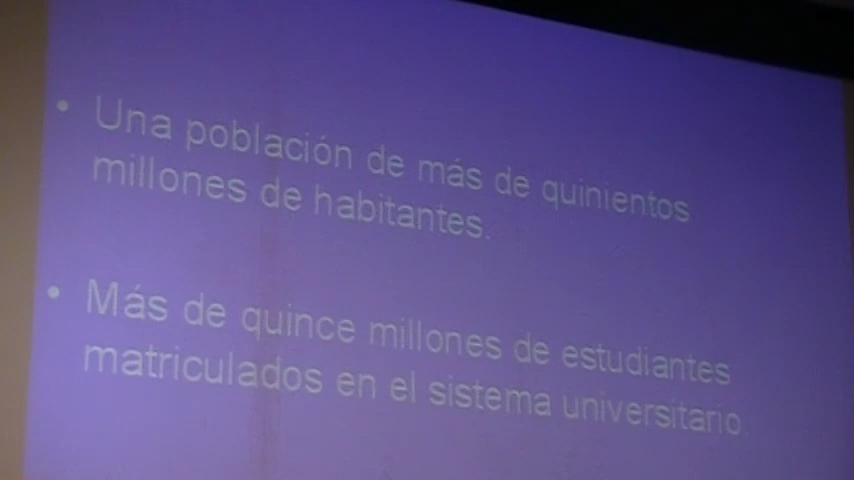 • Una población de más de quinientos
millones de habitantes.
• Más de quince millones de estudiantes
matriculados en el sistema universitario.